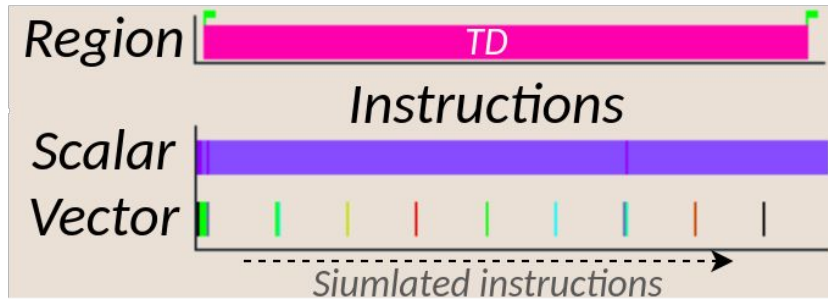 Region
TD
Instructions
Scalar
Vector
Siumlated instructions